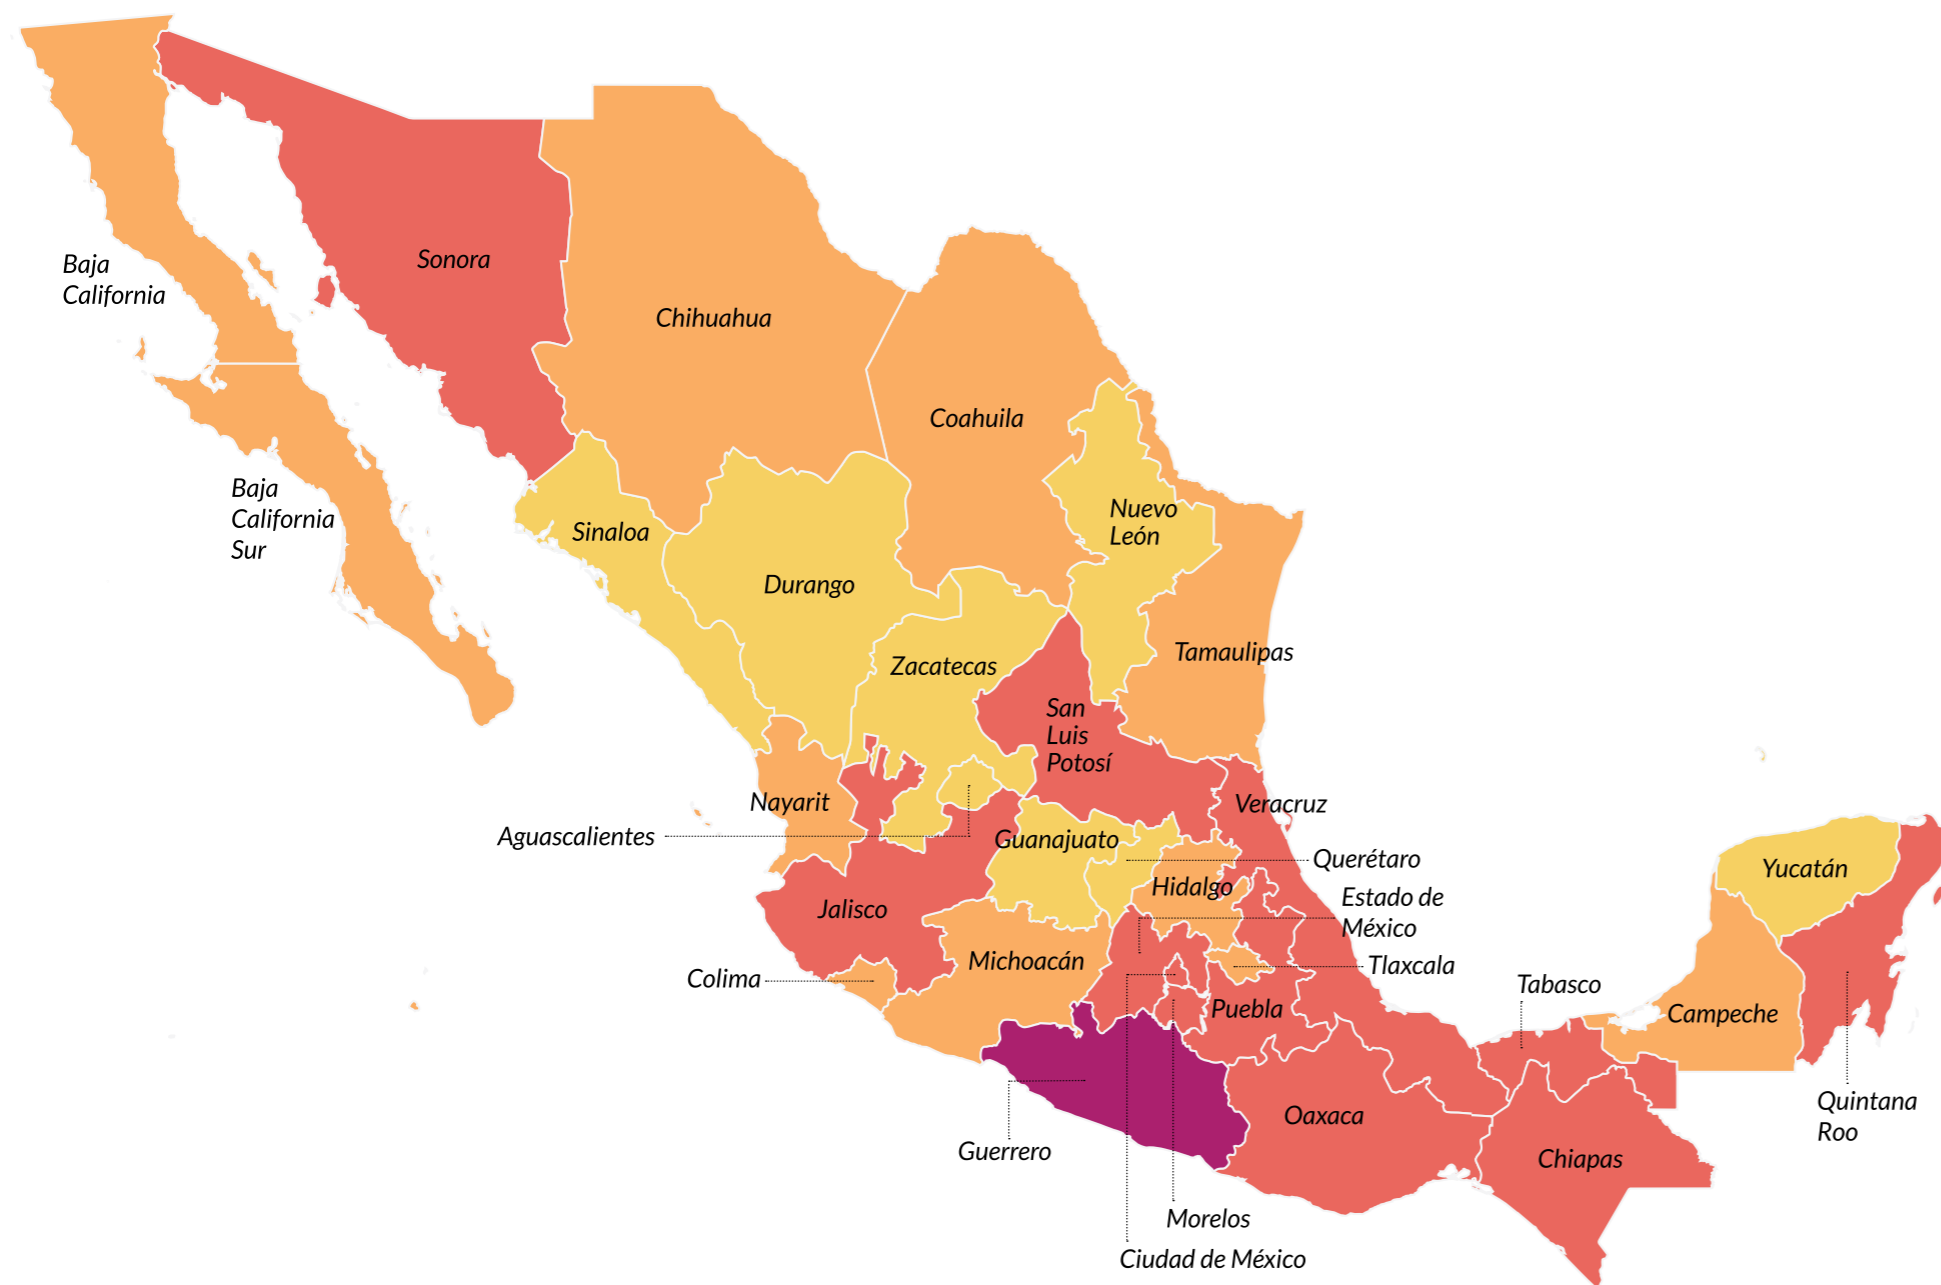 Baja
California
Sonora
Chihuahua
Coahuila
Baja
California
Sur
Sinaloa
Nuevo
León
Durango
Zacatecas
Tamaulipas
San
Luis
Potosí
Nayarit
Veracruz
Aguascalientes
Guanajuato
Querétaro
Yucatán
Hidalgo
Estado de
México
Jalisco
Michoacán
Tlaxcala
Colima
Tabasco
Puebla
Campeche
Quintana
Roo
Oaxaca
Guerrero
Chiapas
Morelos
Ciudad de México